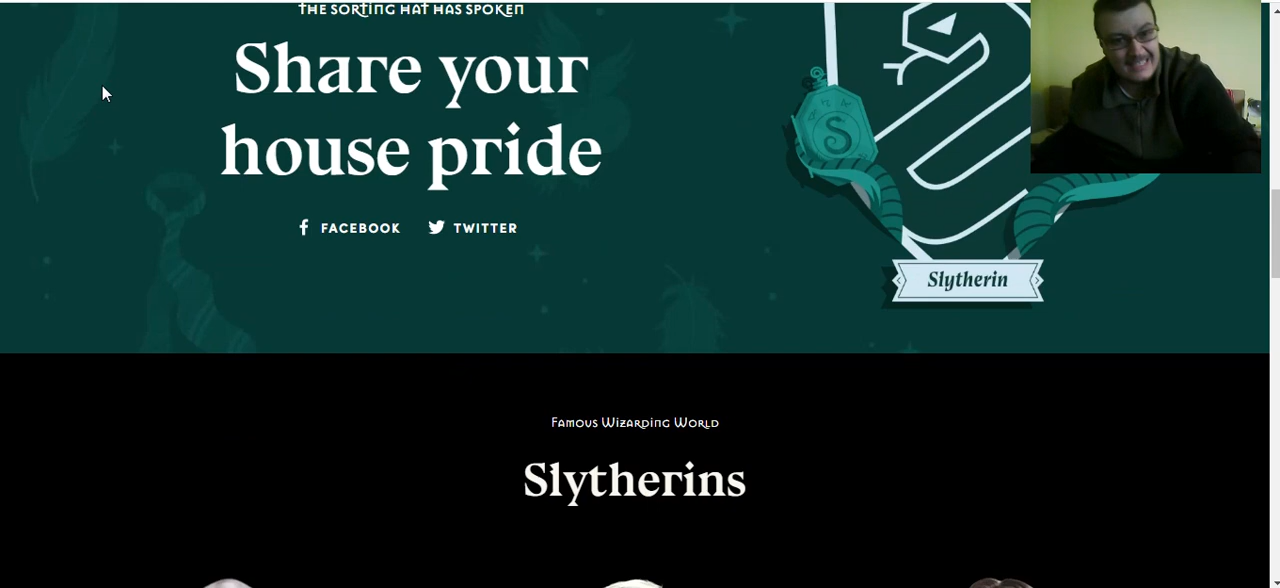 THE SORTING HAT HAS SPOKEN
Share your
house pride
FACEBOOK TWITTER
S
Slytherin
Famous Wizarding World
Slytherins